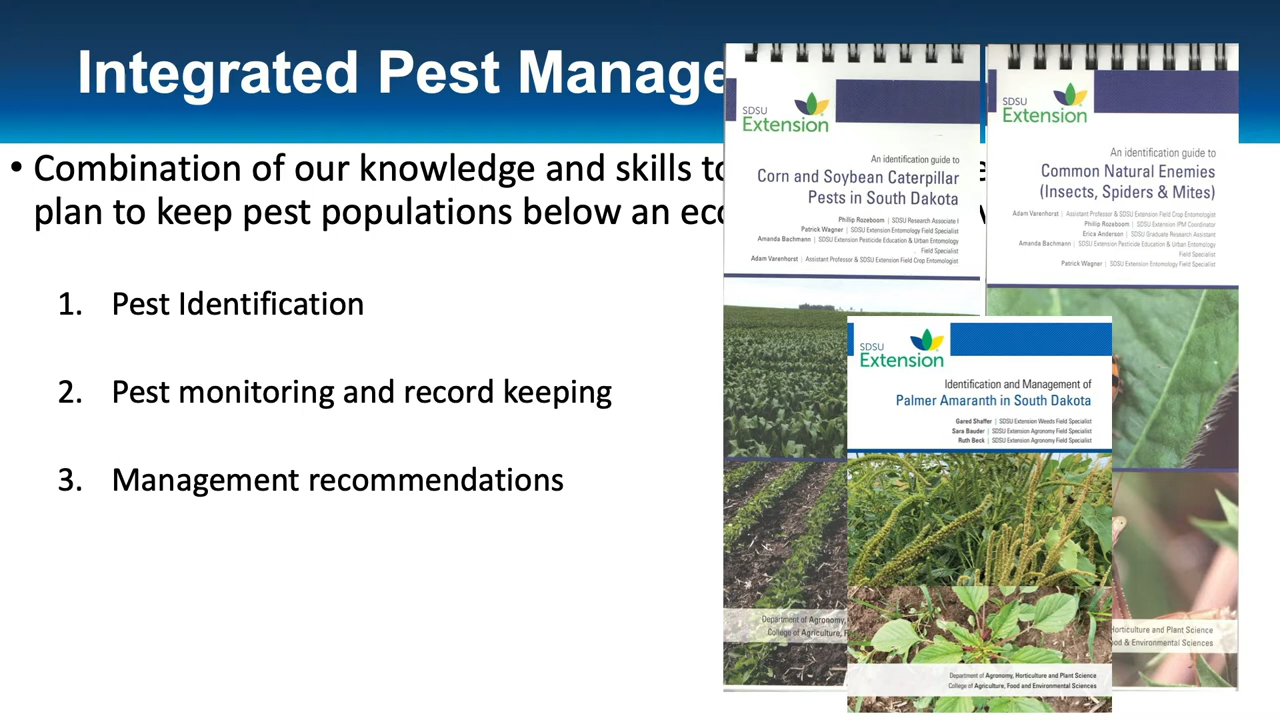 Integrated Pest Manage
• Combination of our knowledge and skills to
plan to keep pest populations below an
1. Pest Identification
2. Pest monitoring and record keeping
3. Management recommendations
SDSU
Extension
An identification guide to
Corn and Soybean Caterpillar
Pests in South Dakota
Phillip Rozeboom | SDSU Research Associate I
Patrick Wagner | SDSU Extension Entomology Field Specialist
Amanda Bachmann | SDSU Extension Pesticide Education & Urban Entomology
Field Specialist
Adam Varenhorst | Assistant Professor & SDSU Extension Field Crop Entomologist
Department of Agronomy,
College of Agriculture, F
SDSU
Extension
An identification guide to
Common Natural Enemies
(Insects, Spiders & Mites)
Adam Varenhorst | Assistant Professor & SDSU Extension Field Crop Entomologist
Phillip Rozeboom | SDSU Extension IPM Coordinator
Erica Anderson | SDSU Graduate Research Assistant
Amanda Bachmann | SDSU Extension Pesticide Education & Urban Entomology
Field Specialist
Patrick Wagner | SDSU Extension Entomology Field Specialist
Horticulture and Plant Science
ood & Environmental Sciences
SDSU
Extension
Identification and Management of
Palmer Amaranth in South Dakota
Gared Shaffer | SDSU Extension Weeds Field Specialist
Sara Bauder | SDSU Extension Agronomy Field Specialist
Ruth Beck | SDSU Extension Agronomy Field Specialist
Department of Agronomy, Horticulture and Plant Science
College of Agriculture, Food and Environmental Sciences